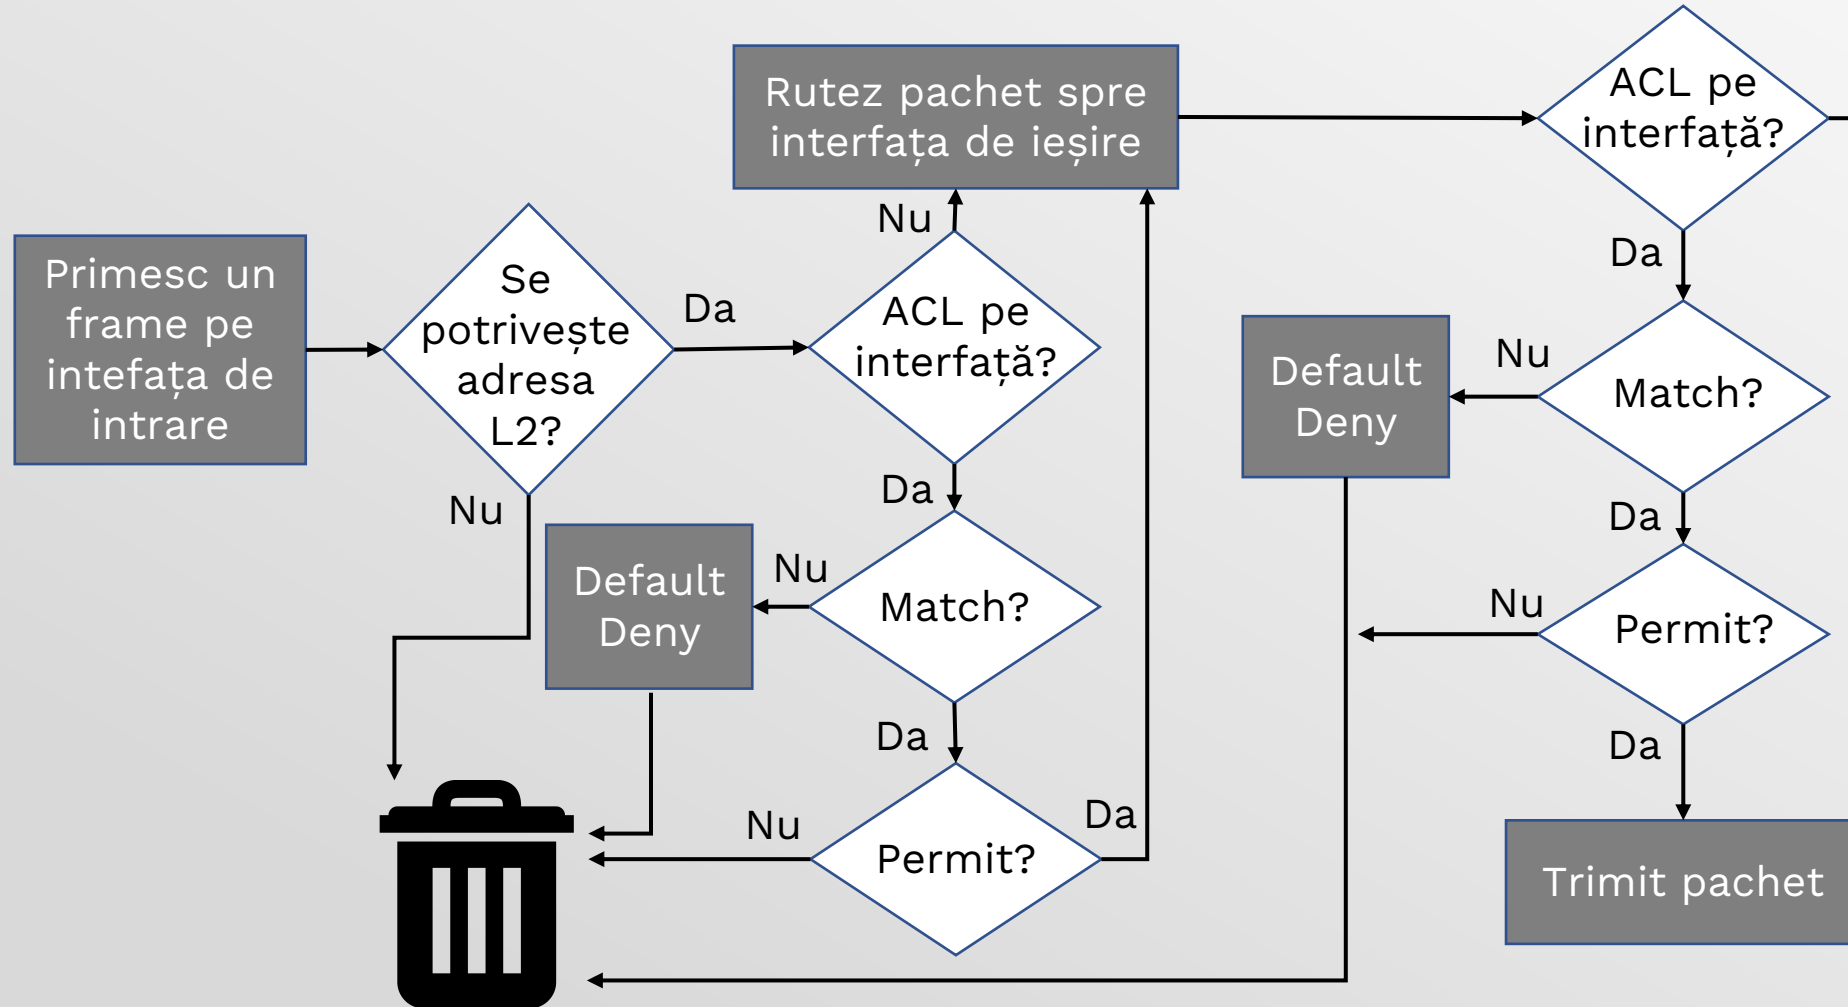 Primesc un
frame pe
intefața de
intrare
Se
potrivește
adresa
L2?
Da
Nu
ACL pe
interfață?
Nu
Da
Rutez pachet spre
interfața de ieșire
Match?
Nu
Default
Deny
Da
Permit?
Nu
Da
ACL pe
interfață?
Da
Match?
Nu
Default
Deny
Da
Permit?
Nu
Da
Trimit pachet